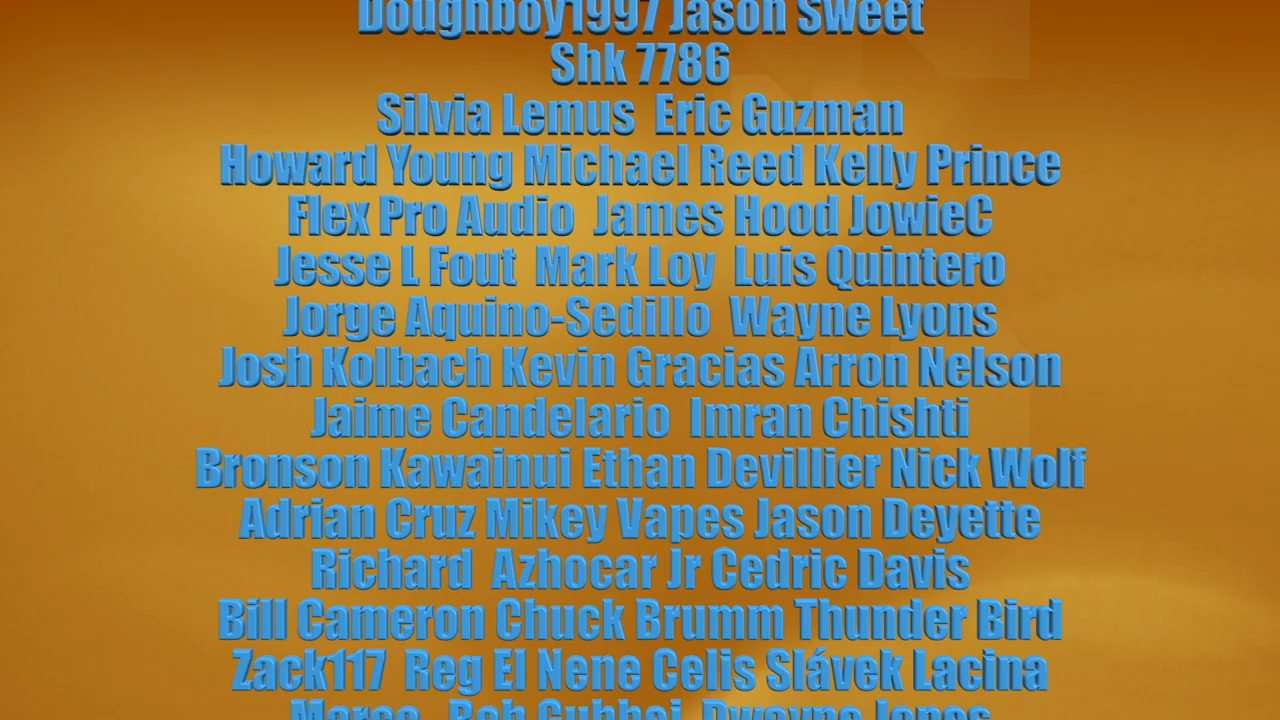 Doughboy1997 Jason Sweet
Shk 7786
Silvia Lemus Eric Guzman
Howard Young Michael Reed Kelly Prince
Flex Pro Audio James Hood JowieC
Jesse L Fout Mark Loy Luis Quintero
Jorge Aquino-Sedillo Wayne Lyons
Josh Kolbach Kevin Gracias Arron Nelson
Jaime Candelario Imran Chishti
Bronson Kawainui Ethan Devillier Nick Wolf
Adrian Cruz Mikey Vapes Jason Deyette
Richard Azhocar Jr Cedric Davis
Bill Cameron Chuck Brumm Thunder Bird
Zack117 Reg El Nene Celis Slávek Lacina
Dwayne Jones